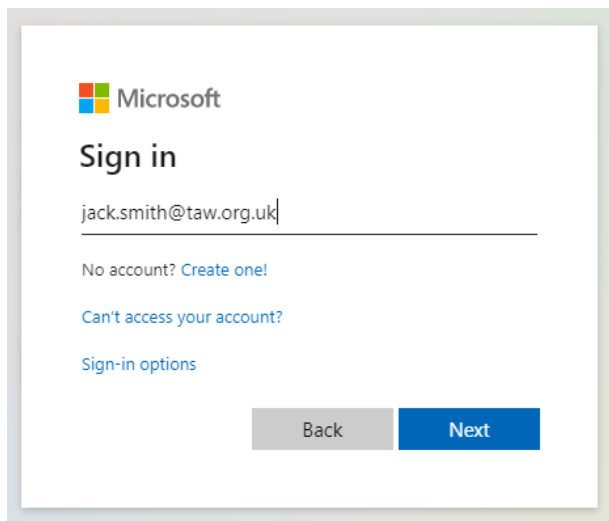 Microsoft
Sign in
jack.smith@taw.org.uk
No account? Create one!
Can't access your account?
Sign-in options
Back Next